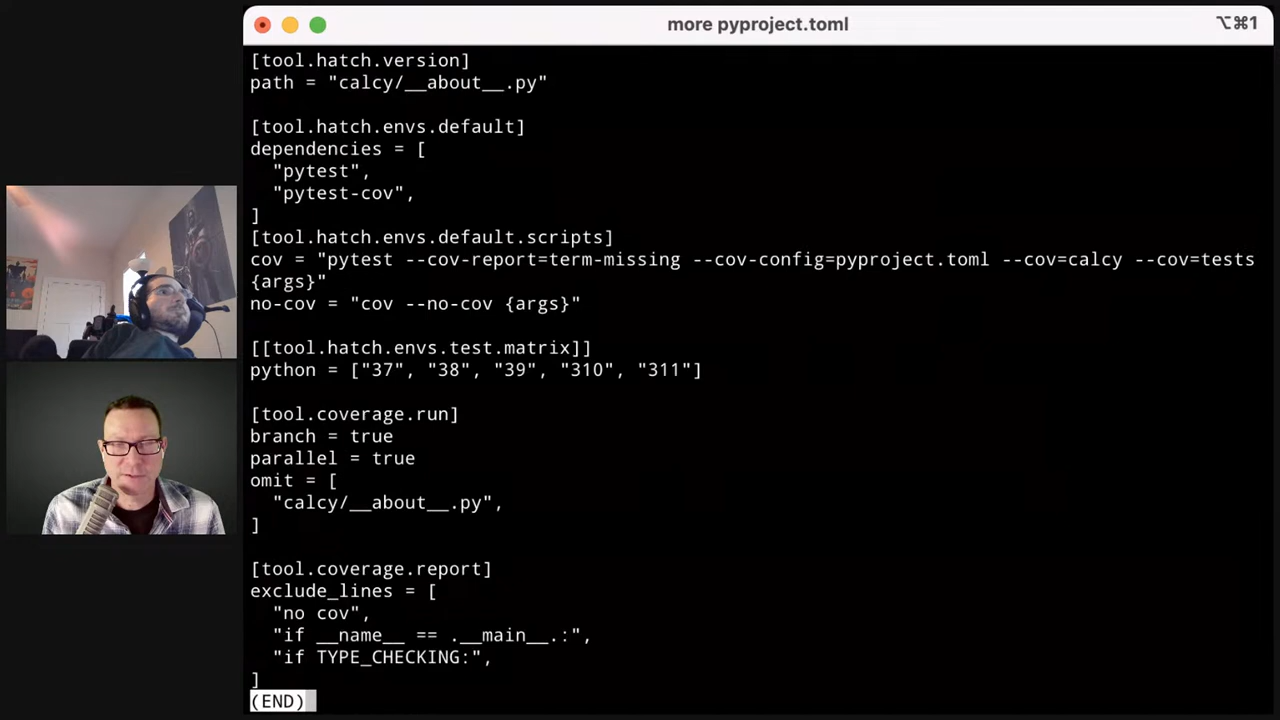 more pyproject.toml
⌥⌘1
[tool.hatch.version]
path = "calcy/__about__.py"
[tool.hatch.envs.default]
dependencies = [
  "pytest",
  "pytest-cov",
]
[tool.hatch.envs.default.scripts]
cov = "pytest --cov-report=term-missing --cov-config=pyproject.toml --cov=calcy --cov=tests
{args}"
no-cov = "cov --no-cov {args}"
[[tool.hatch.envs.test.matrix]]
python = ["37", "38", "39", "310", "311"]
[tool.coverage.run]
branch = true
parallel = true
omit = [
  "calcy/__about__.py",
]
[tool.coverage.report]
exclude_lines = [
  "no cov",
  "if __name__ == .__main__.:",
  "if TYPE_CHECKING:",
]
(END)